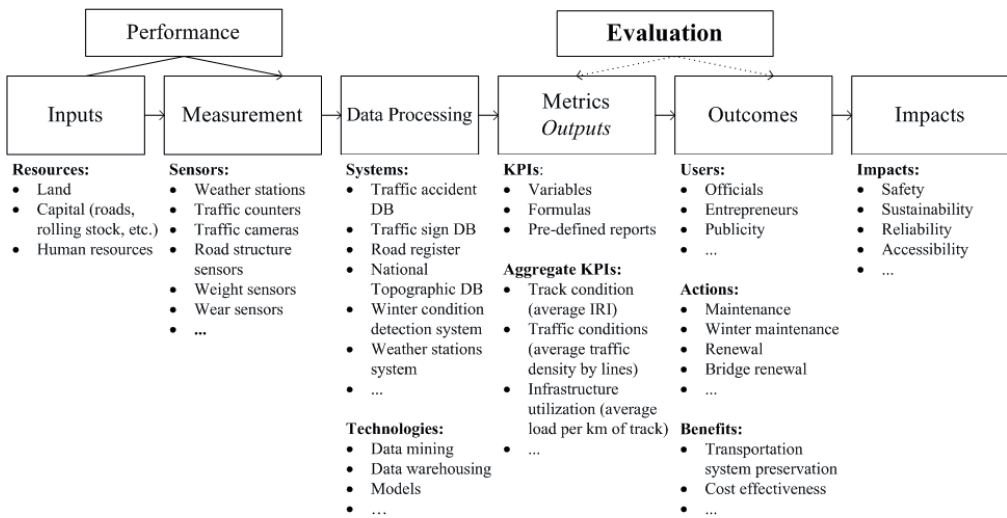 Performance
Evaluation
Inputs
Measurement
Data Processing
Metrics
Outputs
Outcomes
Impacts
Resources:
• Land
• Capital (roads,
rolling stock, etc.)
• Human resources
Sensors:
• Weather stations
• Traffic counters
• Traffic cameras
• Road structure
sensors
• Weight sensors
• Wear sensors
• ...
Systems:
• Traffic accident
DB
• Traffic sign DB
• Road register
• National
Topographic DB
• Winter condition
detection system
• Weather stations
system
• ...
Technologies:
• Data mining
• Data warehousing
• Models
• ...
KPIs:
• Variables
• Formulas
• Pre-defined reports
Aggregate KPIs:
• Track condition
(average IRI)
• Traffic conditions
(average traffic
density by lines)
• Infrastructure
utilization (average
load per km of track)
• ...
Users:
• Officials
• Entrepreneurs
• Publicity
• ...
Actions:
• Maintenance
• Winter maintenance
• Renewal
• Bridge renewal
• ...
Benefits:
• Transportation
system preservation
• Cost effectiveness
• ...
Impacts:
• Safety
• Sustainability
• Reliability
• Accessibility
• ...